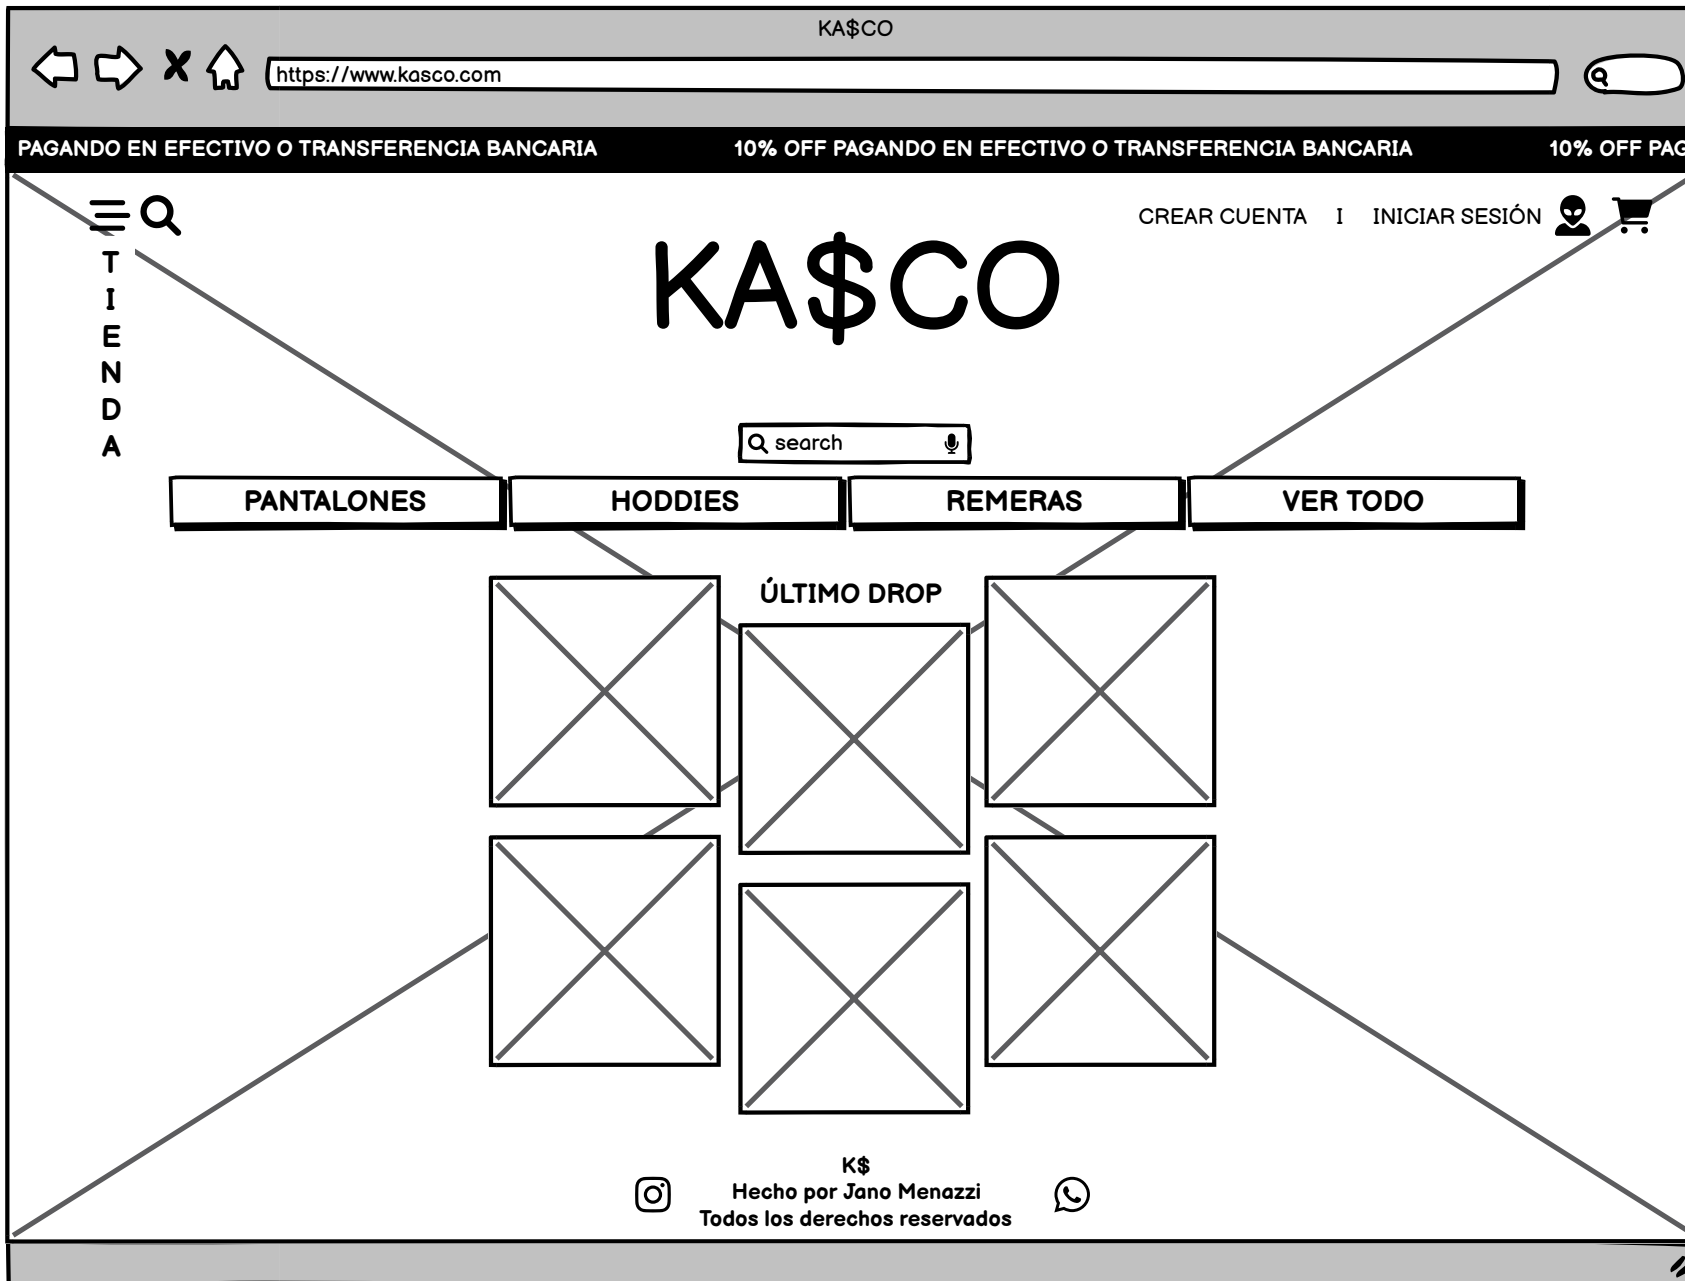 KA$CO
https://www.kasco.com
PAGANDO EN EFECTIVO O TRANSFERENCIA BANCARIA 10% OFF PAGANDO EN EFECTIVO O TRANSFERENCIA BANCARIA 10% OFF PAG
CREAR CUENTA I INICIAR SESIÓN
KA$CO
T
I
E
N
D
A
search
PANTALONES HODDIES REMERAS VER TODO
ÚLTIMO DROP
K$
Hecho por Jano Menazzi
Todos los derechos reservados